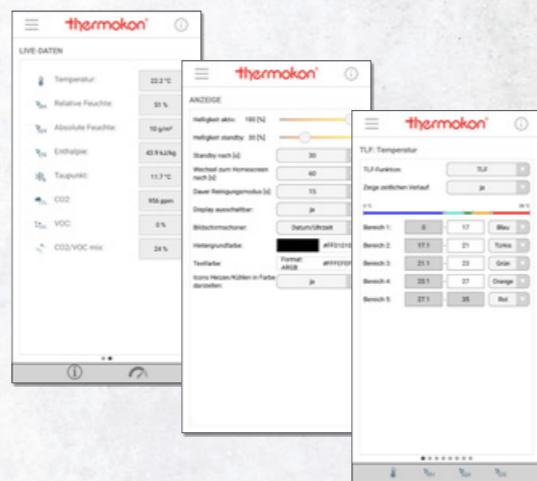 thermokon
LIVE-DATEN
Temperatur: 22.2 °C
Relative Feuchte: 51 %
Absolute Feuchte: 10 g/m³
Enthalpie: 43.9 kJ/kg
Taupunkt: 11.7 °C
CO2: 956 ppm
VOC: 0 %
CO2/VOC mix: 24 %
thermokon
ANZEIGE
Helligkeit aktiv: 100 [%]
Helligkeit standby: 30 [%]
Standby nach [s] 30
Wechsel zum Homescreen
nach [s] 60
Dauer Reinigungsmodus [s] 15
Display ausschaltbar: ja
Bildschirmschoner: Datum/Uhrzeit
Hintergrundfarbe:
Textfarbe: Format:
ARGB
Icons Heizen/Kühlen in Farbe
darstellen: ja
thermokon
TLF: Temperatur
TLF-Funktion: TLF
Zeige zeitlichen Verlauf: ja
Bereich 1: 0 - 17 Blau
Bereich 2: 17.1 - 21 Türkis
Bereich 3: 21.1 - 23 Grün
Bereich 4: 23.1 - 27 Orange
Bereich 5: 27.1 - 35 Rot